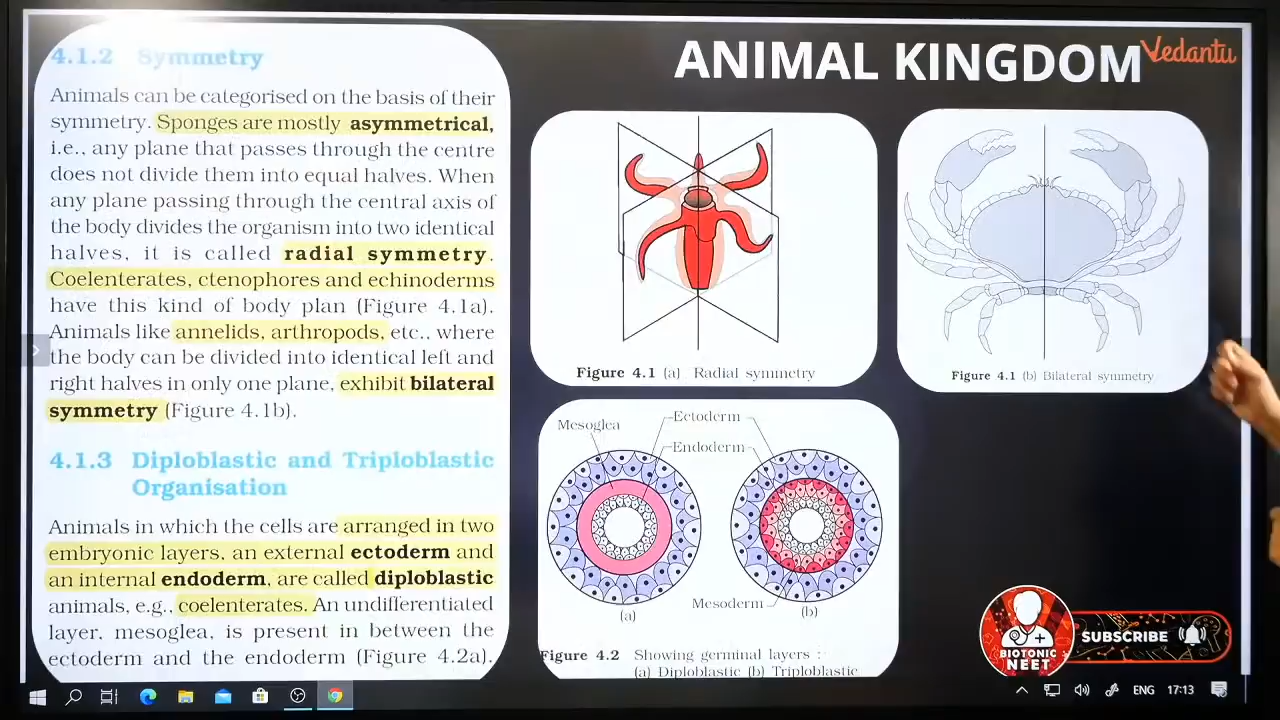 4.1.2 Symmetry
Animals can be categorised on the basis of their
symmetry. Sponges are mostly asymmetrical,
i.e., any plane that passes through the centre
does not divide them into equal halves. When
any plane passing through the central axis of
the body divides the organism into two identical
halves, it is called radial symmetry.
Coelenterates, ctenophores and echinoderms
have this kind of body plan (Figure 4.1a).
Animals like annelids, arthropods, etc., where
the body can be divided into identical left and
right halves in only one plane, exhibit bilateral
symmetry (Figure 4.1b).
4.1.3 Diploblastic and Triploblastic
Organisation
Animals in which the cells are arranged in two
embryonic layers, an external ectoderm and
an internal endoderm, are called diploblastic
animals, e.g., coelenterates. An undifferentiated
layer, mesoglea, is present in between the
ectoderm and the endoderm (Figure 4.2a).
ANIMAL KINGDOM
Vedantu
Figure 4.1 (a) Radial symmetry
Figure 4.1 (b) Bilateral symmetry
Mesoglea
Ectoderm
Endoderm
Mesoderm
(a)
(b)
Figure 4.2 Showing germinal layers :
(a) Diploblastic (b) Triploblastic
BIOTONIC
NEET
SUBSCRIBE
ENG 17:13